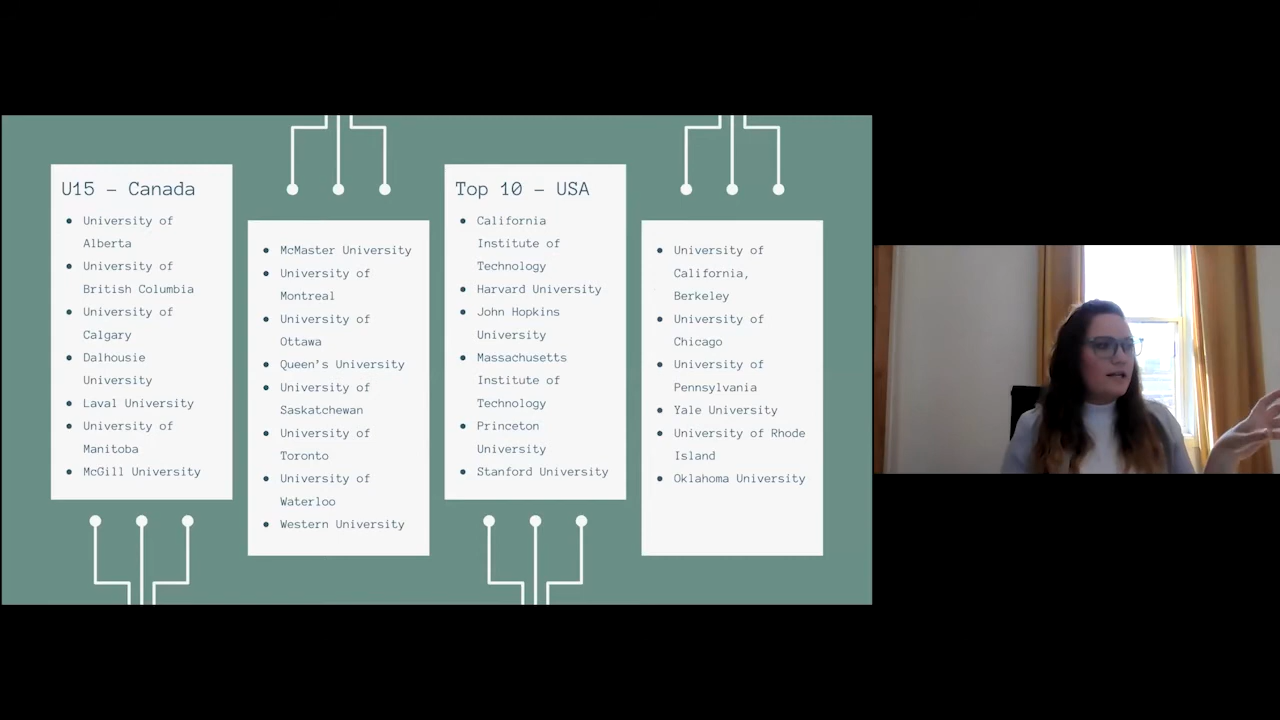 U15 – Canada
● University of
Alberta
● University of
British Columbia
● University of
Calgary
● Dalhousie
University
● Laval University
● University of
Manitoba
● McGill University
● McMaster University
● University of
Montreal
● University of
Ottawa
● Queen's University
● University of
Saskatchewan
● University of
Toronto
● University of
Waterloo
● Western University
Top 10 – USA
● California
Institute of
Technology
● Harvard University
● John Hopkins
University
● Massachusetts
Institute of
Technology
● Princeton
University
● Stanford University
● University of
California,
Berkeley
● University of
Chicago
● University of
Pennsylvania
● Yale University
● University of Rhode
Island
● Oklahoma University